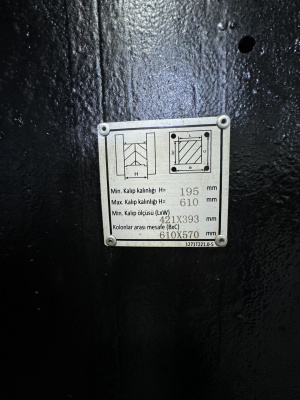 H
Min. Kalıp kalınlığı H= 195 mm
Max. Kalıp kalınlığı H= 610 mm
Min. Kalıp ölçüsü (LxW)
421X393 mm
Kolonlar arası mesafe (BxC)
610X570 mm